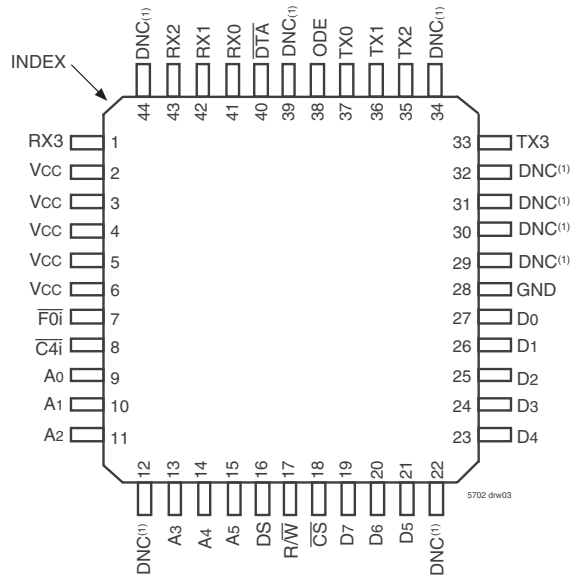 DNC(1) RX2 RX1 RX0 D̅T̅A̅ DNC(1) ODE TX0 TX1 TX2 DNC(1)
INDEX
44 43 42 41 40 39 38 37 36 35 34
RX3 1 33 TX3
VCC 2 32 DNC(1)
VCC 3 31 DNC(1)
VCC 4 30 DNC(1)
VCC 5 29 DNC(1)
VCC 6 28 GND
F̅0̅i̅ 7 27 D0
C̅4̅i̅ 8 26 D1
A0 9 25 D2
A1 10 24 D3
A2 11 23 D4
12 13 14 15 16 17 18 19 20 21 22
5702 drw03
DNC(1) A3 A4 A5 DS R/W̅ C̅S̅ D7 D6 D5 DNC(1)